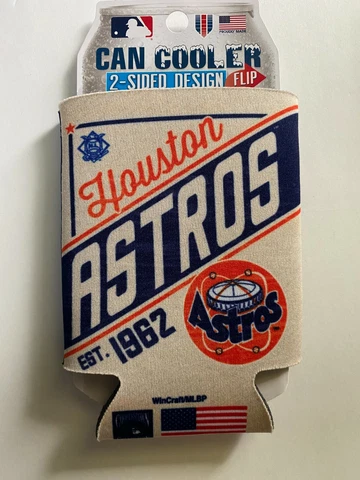 CAN COOLER
2-SIDED DESIGN FLIP
Houston
ASTROS
EST. 1962
Astros
WinCraft/MLBP